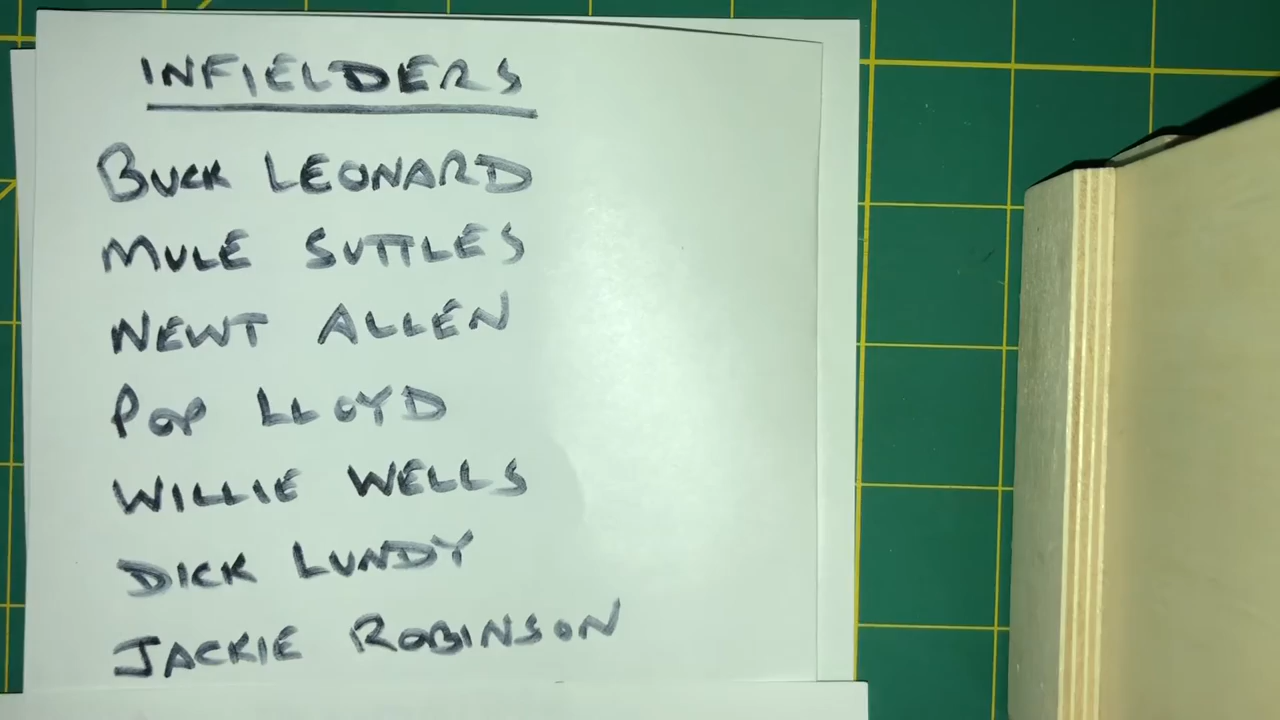 INFIELDERS
BUCK LEONARD
MULE SUTTLES
NEWT ALLEN
POP LLOYD
WILLIE WELLS
DICK LUNDY
JACKIE ROBINSON